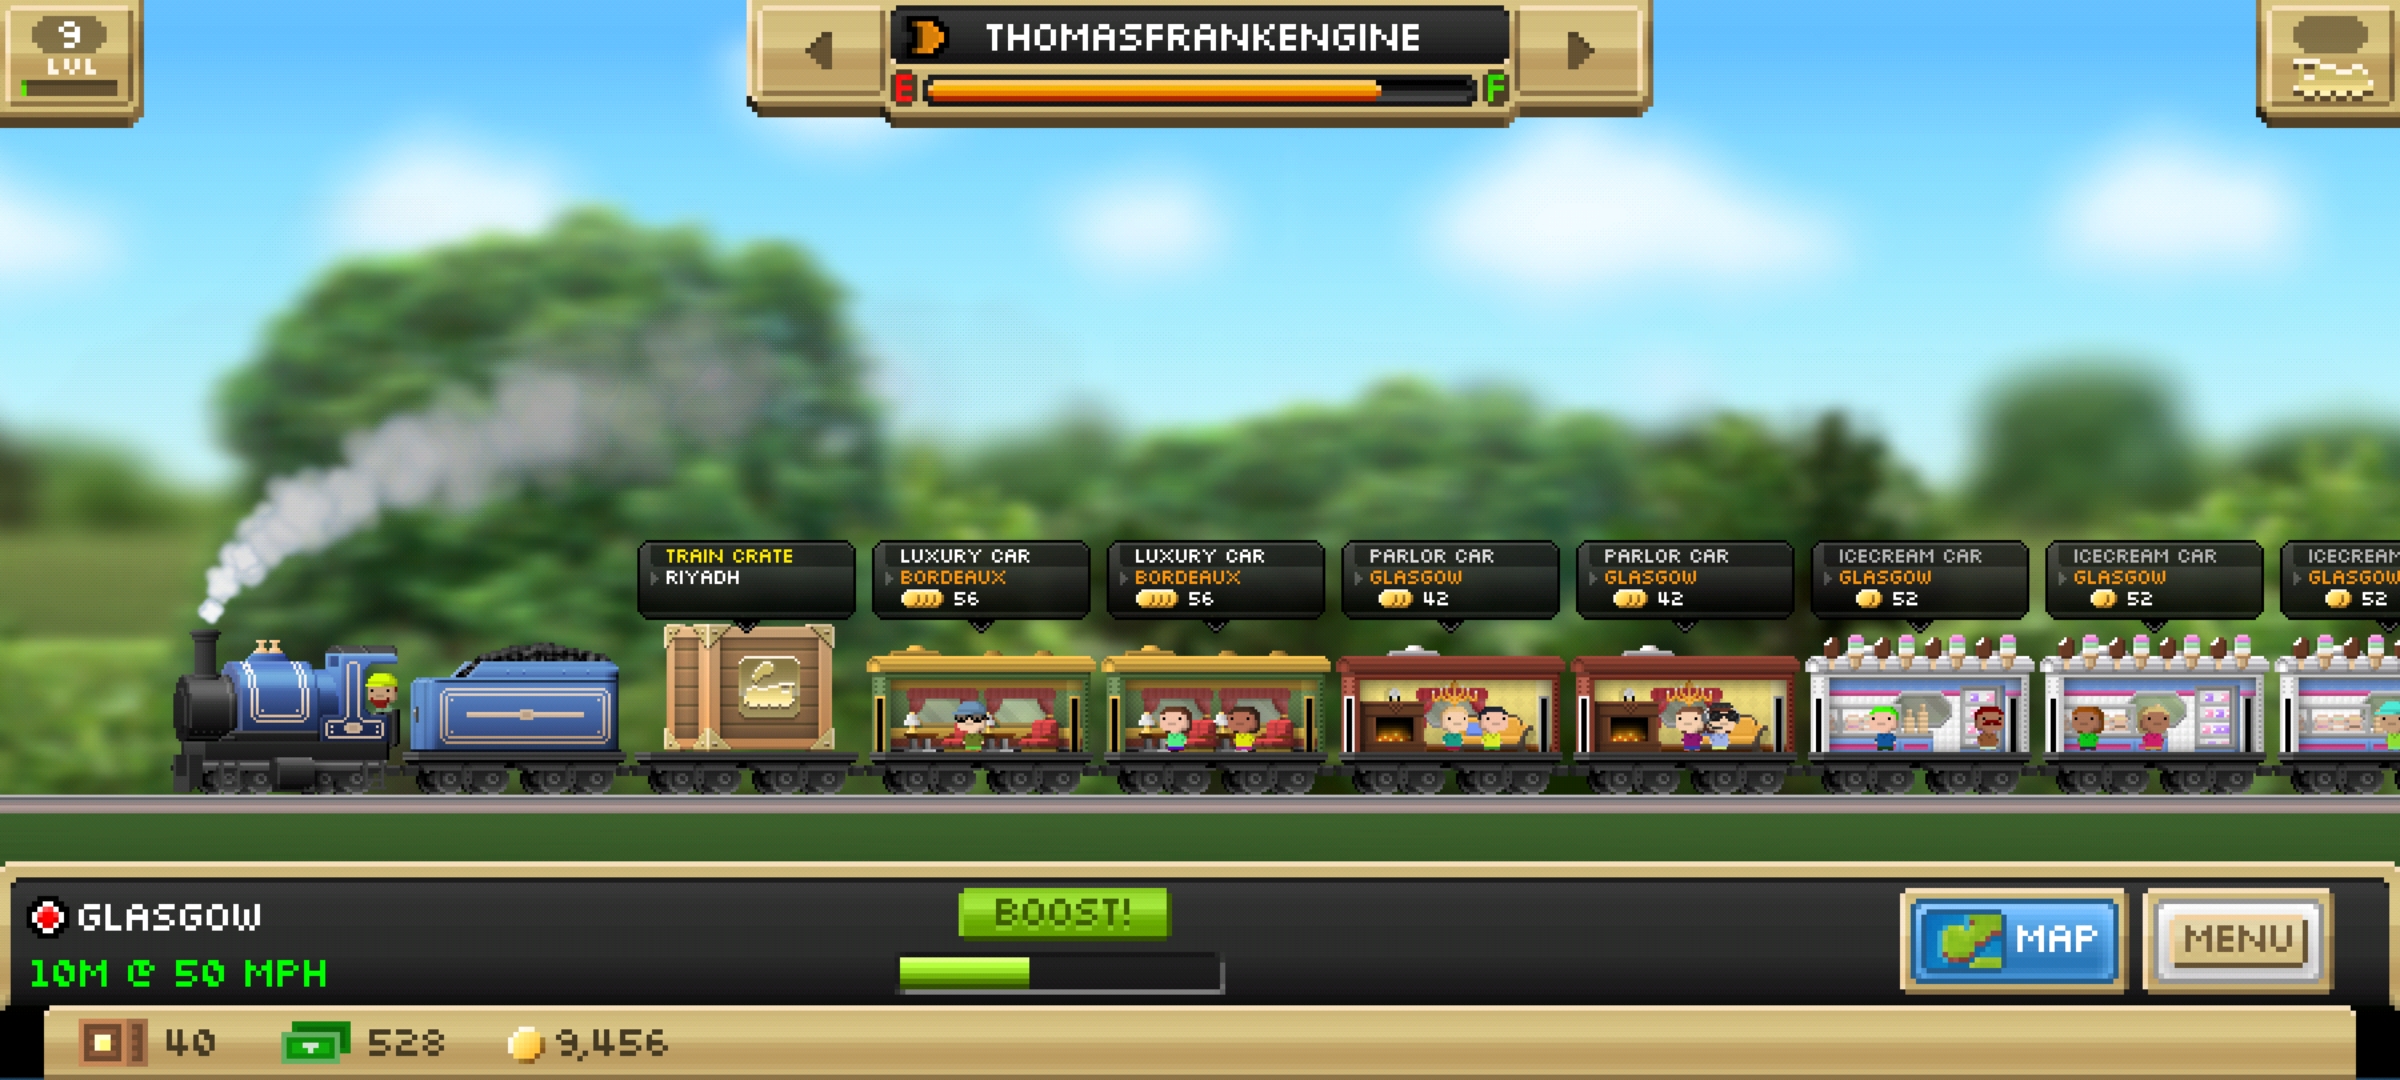 9
LVL
THOMASFRANKENGINE
E
F
TRAIN CRATE
RIYADH
LUXURY CAR
BORDEAUX
56
LUXURY CAR
BORDEAUX
56
PARLOR CAR
GLASGOW
42
PARLOR CAR
GLASGOW
42
ICECREAM CAR
GLASGOW
52
ICECREAM CAR
GLASGOW
52
ICECREAM
GLASGOW
52
GLASGOW
10M @ 50 MPH
BOOST!
MAP
MENU
40
528
9,456